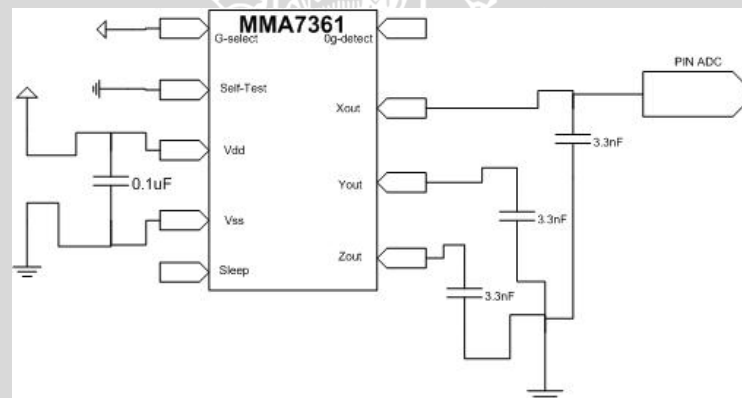 MMA7361
G-select
0g-detect
Self-Test
Xout
PIN ADC
3.3nF
Vdd
0.1uF
Yout
3.3nF
Vss
Zout
Sleep
3.3nF